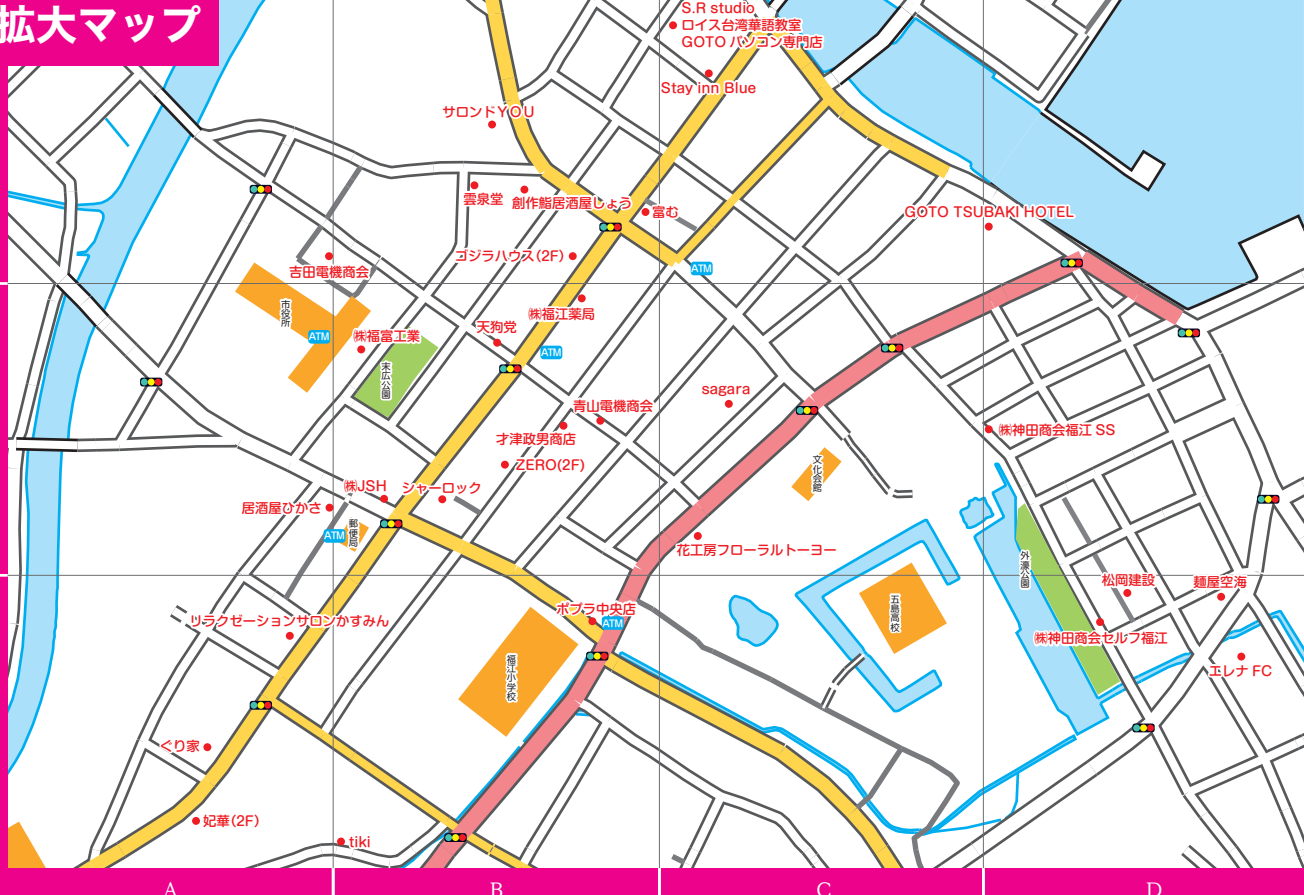 拡大マップ
S.R studio
ロイス台湾華語教室
GOTO パソコン専門店
Stay inn Blue
サロンドYOU
雲泉堂
創作鮨居酒屋しょう
富む
GOTO TSUBAKI HOTEL
ゴジラハウス(2F)
ATM
吉田電機商会
市役所
ATM
㈱福富工業
㈱福江薬局
天狗党
ATM
末広公園
sagara
青山電機商会
才津政男商店
㈱神田商会福江 SS
ZERO(2F)
文化会館
㈱JSH
シャーロック
居酒屋ひかさ
郵便局
ATM
花工房フローラルトーヨー
外濠公園
松岡建設
麺屋空海
五島高校
ポプラ中央店
ATM
リラクゼーションサロンかすみん
㈱神田商会セルフ福江
福江小学校
エレナ FC
ぐり家
妃華(2F)
tiki
A
B
C
D